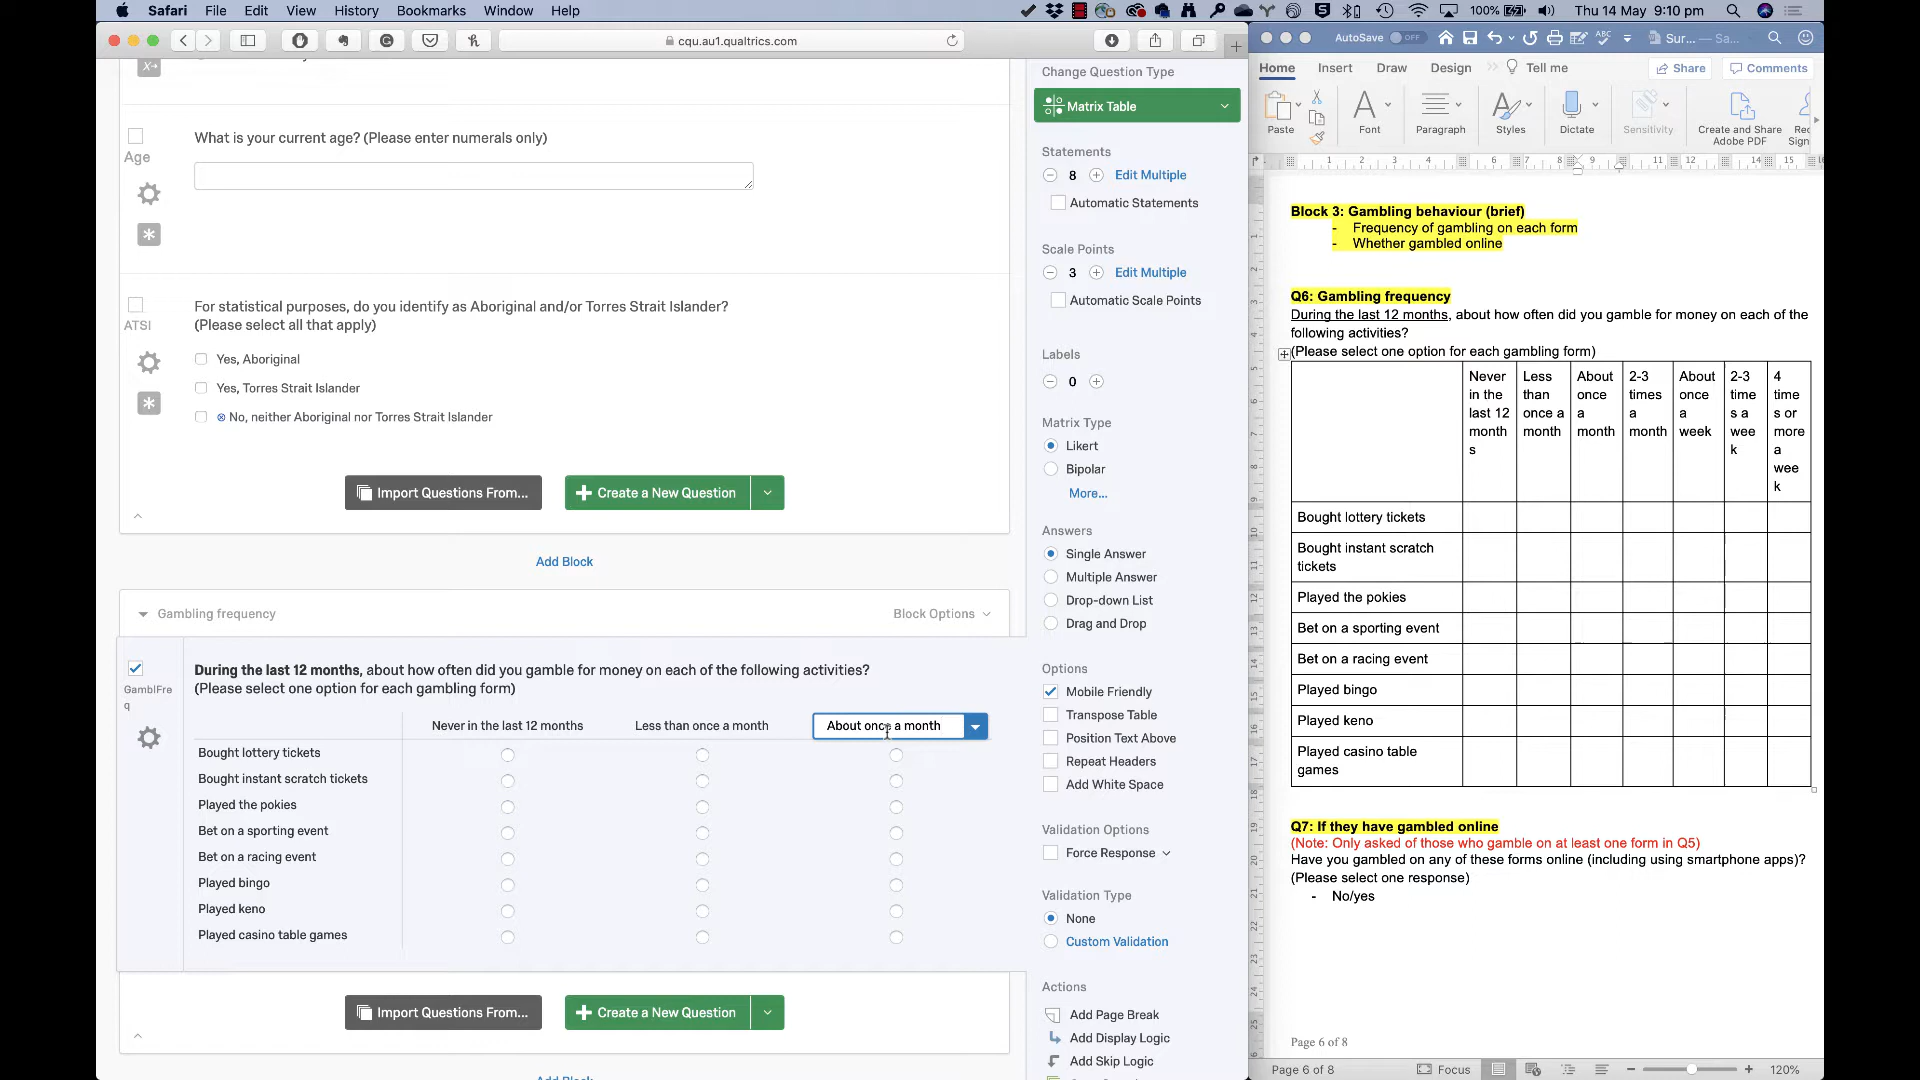 Safari File Edit View History Bookmarks Window Help
100% Thu 14 May 9:10 pm
cqu.au1.qualtrics.com
Age
What is your current age? (Please enter numerals only)
ATSI
For statistical purposes, do you identify as Aboriginal and/or Torres Strait Islander?
(Please select all that apply)
Yes, Aboriginal
Yes, Torres Strait Islander
No, neither Aboriginal nor Torres Strait Islander
Import Questions From...
Create a New Question
Add Block
Gambling frequency
Block Options
GamblFre
q
During the last 12 months, about how often did you gamble for money on each of the following activities?
(Please select one option for each gambling form)
Never in the last 12 months Less than once a month About once a month
Bought lottery tickets
Bought instant scratch tickets
Played the pokies
Bet on a sporting event
Bet on a racing event
Played bingo
Played keno
Played casino table games
Import Questions From...
Create a New Question
Change Question Type
Matrix Table
Statements
8 Edit Multiple
Automatic Statements
Scale Points
3 Edit Multiple
Automatic Scale Points
Labels
0
Matrix Type
Likert
Bipolar
More...
Answers
Single Answer
Multiple Answer
Drop-down List
Drag and Drop
Options
Mobile Friendly
Transpose Table
Position Text Above
Repeat Headers
Add White Space
Validation Options
Force Response
Validation Type
None
Custom Validation
Actions
Add Page Break
Add Display Logic
Add Skip Logic
AutoSave OFF
Sur... — Sa...
Home Insert Draw Design Tell me Share Comments
Paste Font Paragraph Styles Dictate Sensitivity Create and Share
Adobe PDF
Block 3: Gambling behaviour (brief)
- Frequency of gambling on each form
- Whether gambled online
Q6: Gambling frequency
During the last 12 months, about how often did you gamble for money on each of the
following activities?
(Please select one option for each gambling form)
Never Less About 2-3 About 2-3 4
in the than once times once time time
last 12 once a a a a s a s or
month month month month week wee more
s k a
wee
k
Bought lottery tickets
Bought instant scratch
tickets
Played the pokies
Bet on a sporting event
Bet on a racing event
Played bingo
Played keno
Played casino table
games
Q7: If they have gambled online
(Note: Only asked of those who gamble on at least one form in Q5)
Have you gambled on any of these forms online (including using smartphone apps)?
(Please select one response)
- No/yes
Page 6 of 8
Page 6 of 8 Focus 120%